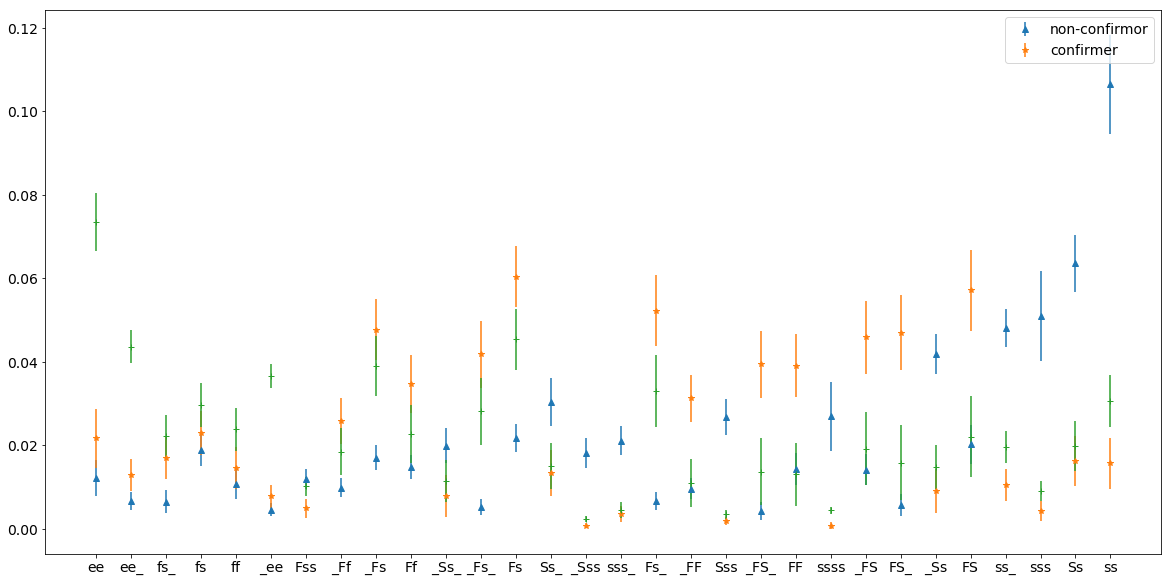 0.12
0.10
0.08
0.06
0.04
0.02
0.00
non-confirmor
confirmer
ee ee_ fs_ fs ff _ee Fss _Ff _Fs Ff _Ss_ _Fs_ Fs Ss_ _Sss sss_ Fs_ _FF Sss _FS_ FF ssss _FS FS_ _Ss FS ss_ sss Ss ss